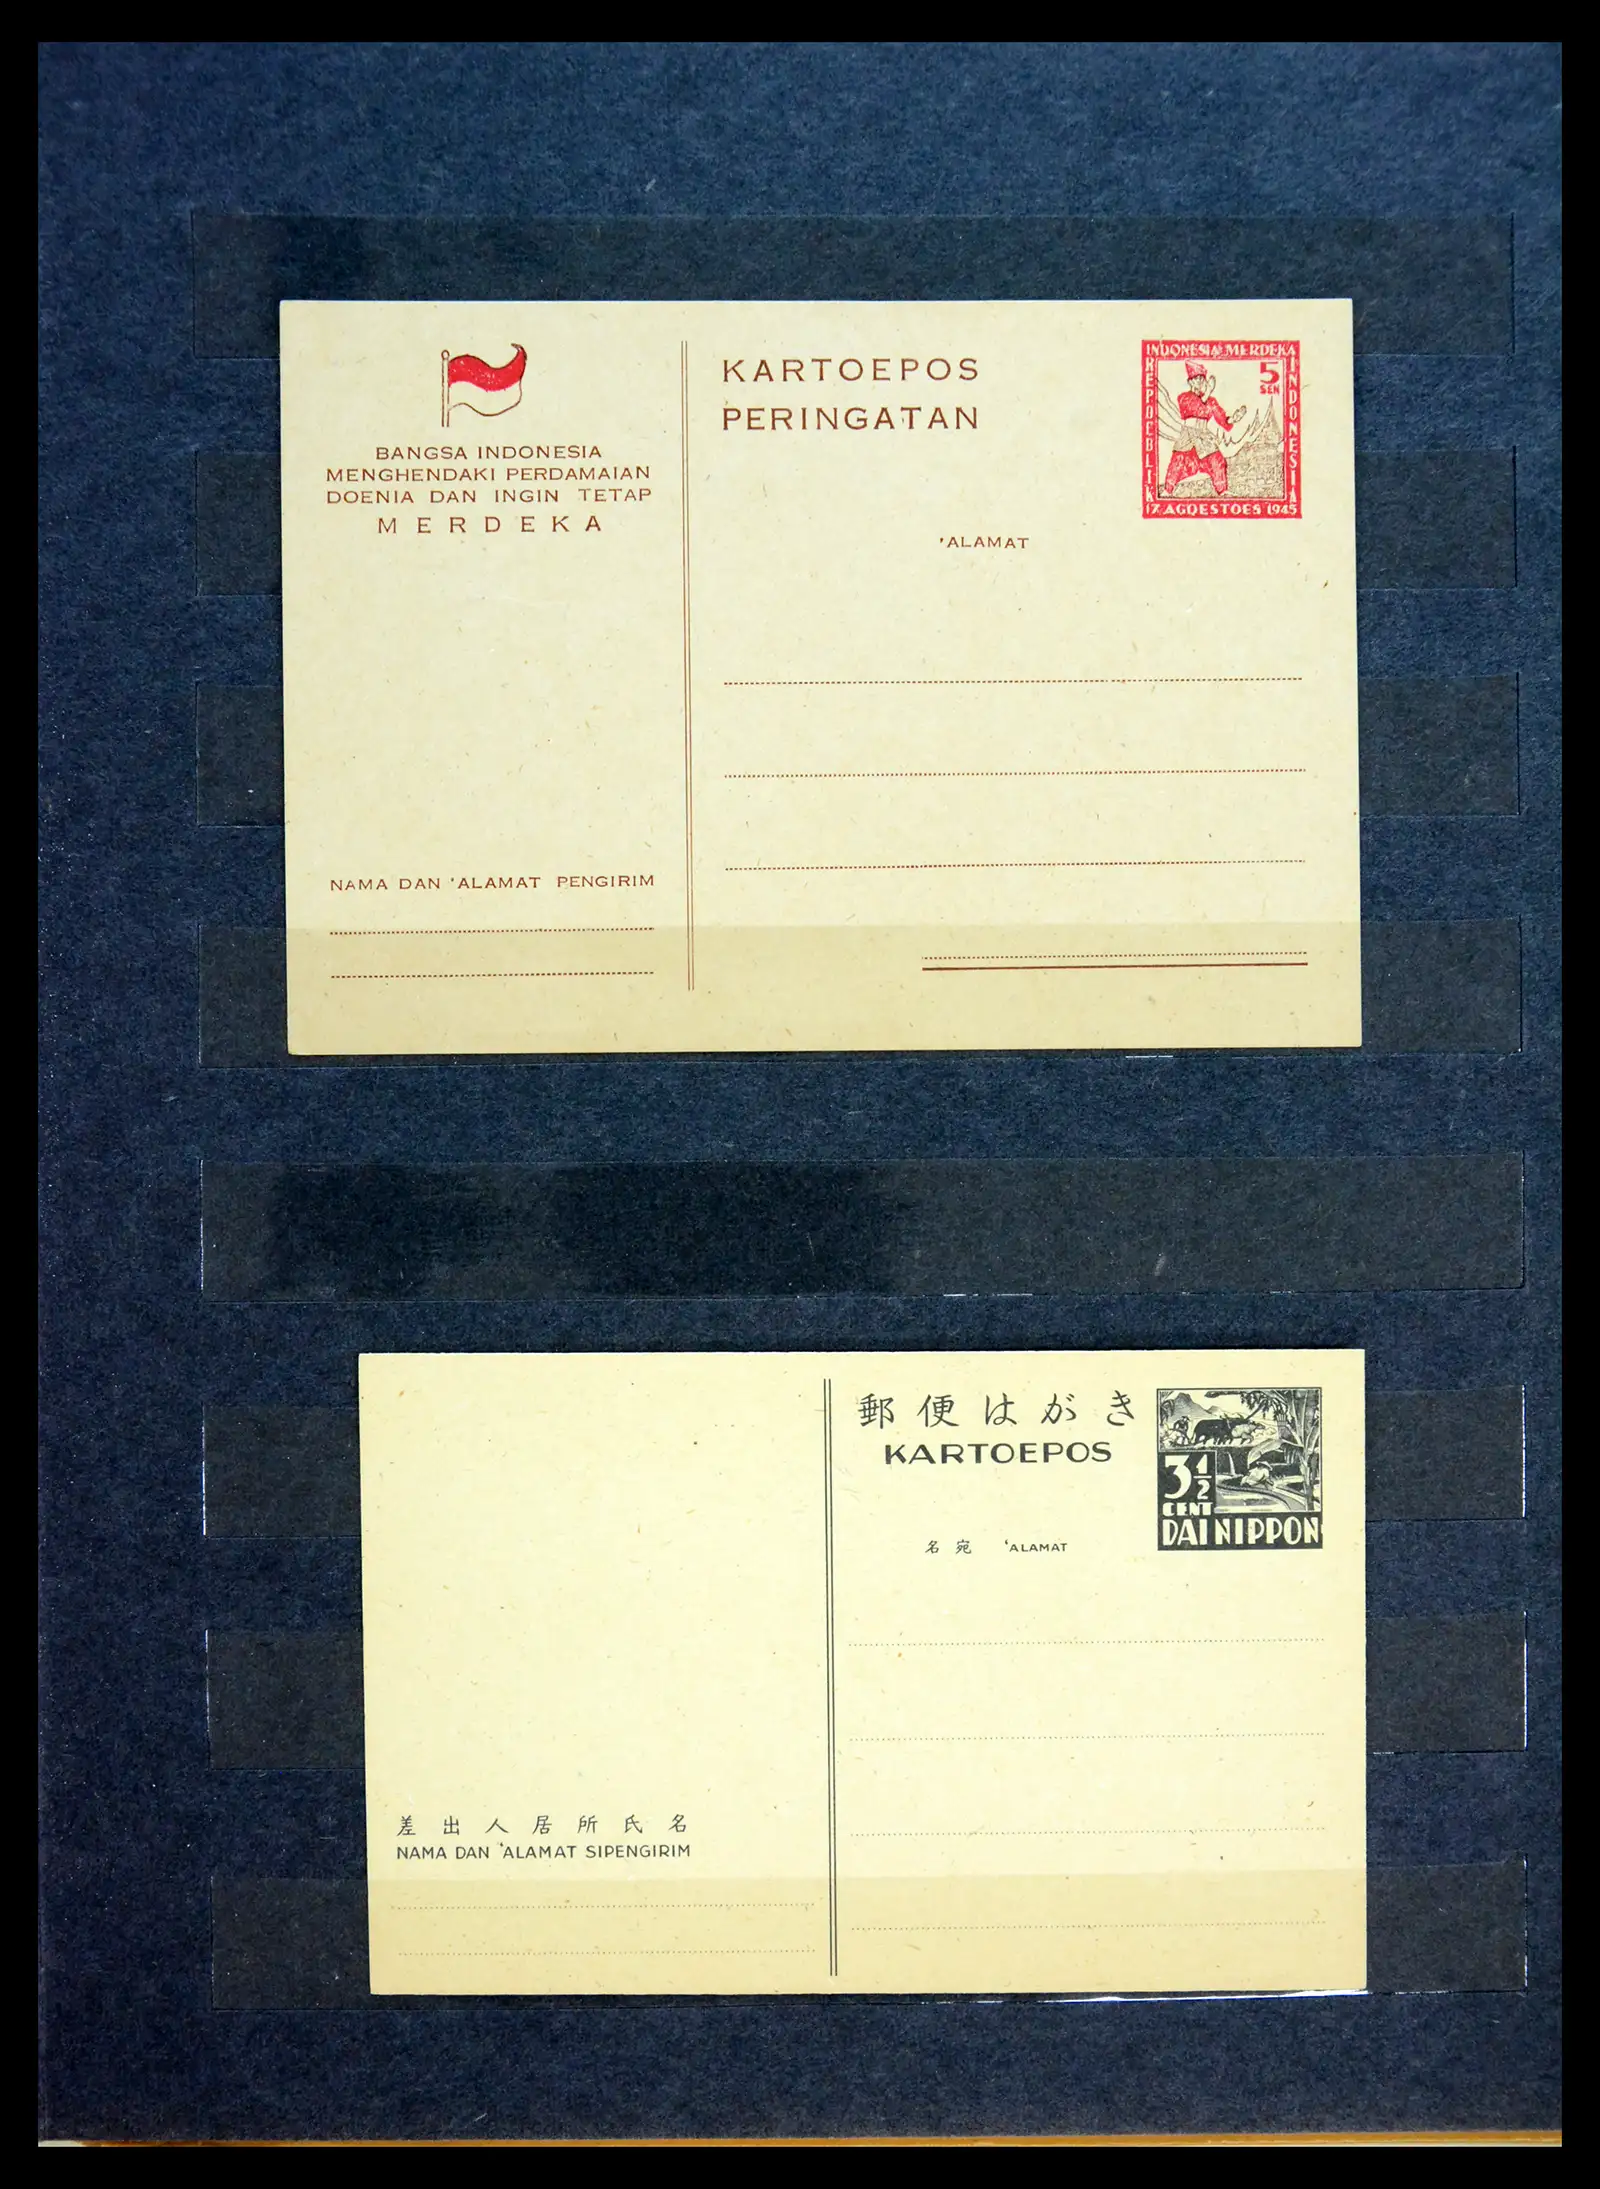 BANGSA INDONESIA
MENGHENDAKI PERDAMAIAN
DOENIA DAN INGIN TETAP
MERDEKA
NAMA DAN 'ALAMAT PENGIRIM
KARTOEPOS
PERINGATAN
INDONESIA MERDEKA
REPOEBLIK
INDONESIA
5
SEN
17 AGOESTOES 1945
'ALAMAT
郵便はがき
KARTOEPOS
3 1/2
CENT
DAI NIPPON
名宛 'ALAMAT
差出人居所氏名
NAMA DAN 'ALAMAT SIPENGIRIM